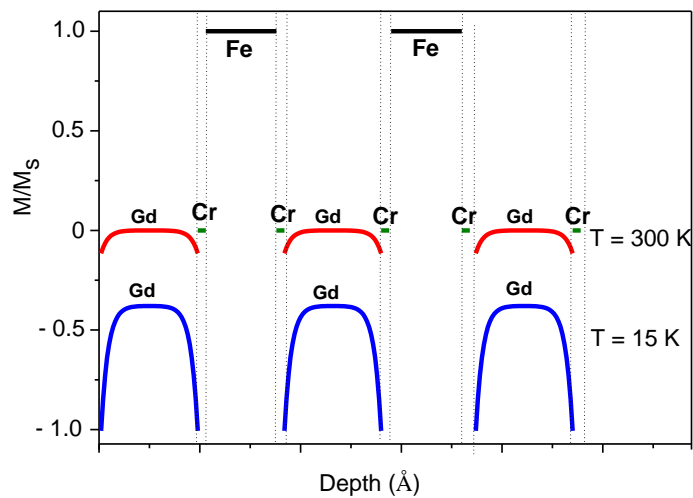 1.0
Fe
Fe
0.5
M/Ms
Gd
Cr
Cr
Gd
Cr
Cr
Gd
Cr
0
T = 300 K
Gd
Gd
Gd
- 0.5
T = 15 K
- 1.0
Depth (Å)